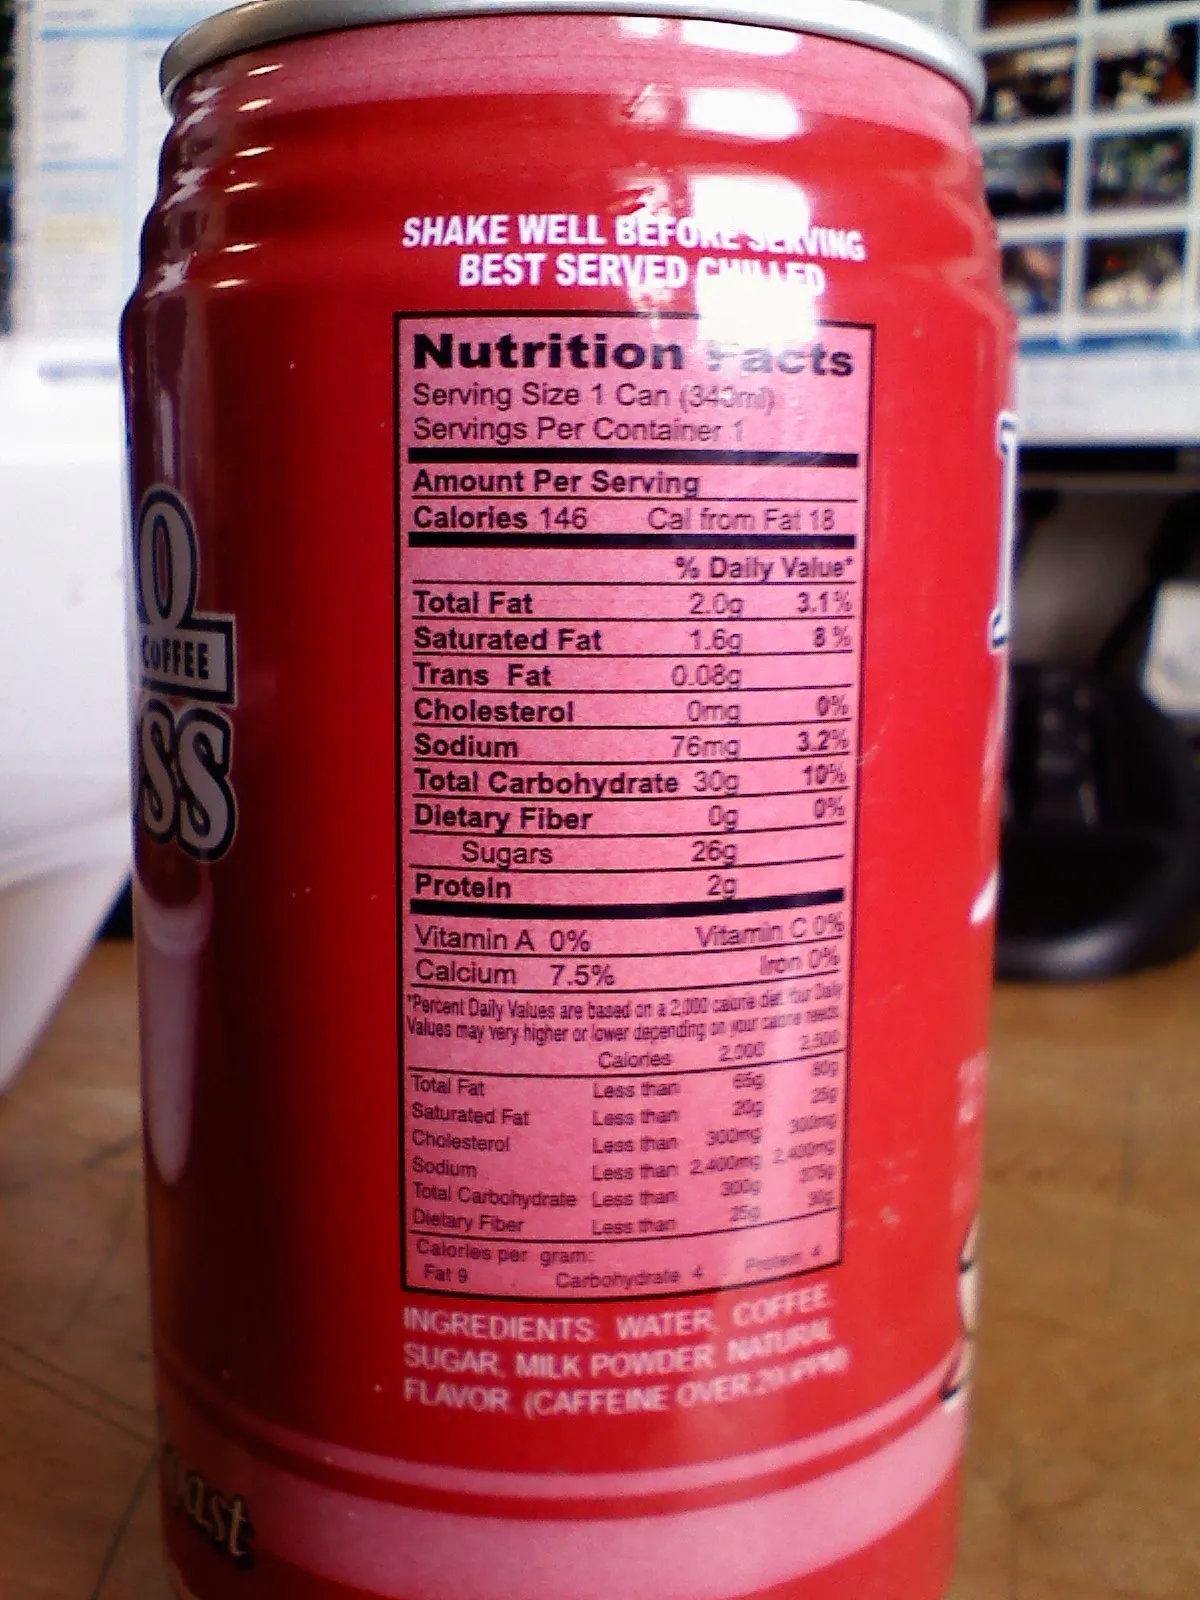 SHAKE WELL BEFORE SERVING
BEST SERVED CHILLED
Nutrition Facts
Serving Size 1 Can (340ml)
Servings Per Container 1
Amount Per Serving
Calories 146 Cal from Fat 18
% Daily Value*
Total Fat 2.0g 3.1%
Saturated Fat 1.6g 8%
Trans Fat 0.08g
Cholesterol 0mg 0%
Sodium 76mg 3.2%
Total Carbohydrate 30g 10%
Dietary Fiber 0g 0%
Sugars 26g
Protein 2g
Vitamin A 0% Vitamin C 0%
Calcium 7.5% Iron 0%
*Percent Daily Values are based on a 2,000 calorie diet. Your Daily
Values may very higher or lower depending on your calorie needs.
Calories 2,000 2,500
Total Fat Less than 65g 80g
Saturated Fat Less than 20g 25g
Cholesterol Less than 300mg 300mg
Sodium Less than 2,400mg 2,400mg
Total Carbohydrate Less than 300g 375g
Dietary Fiber Less than 25g 30g
Calories per gram:
Fat 9 Carbohydrate 4 Protein 4
INGREDIENTS: WATER, COFFEE,
SUGAR, MILK POWDER, NATURAL
FLAVOR. (CAFFEINE OVER 20 PPM)
O
COFFEE
SS
oast